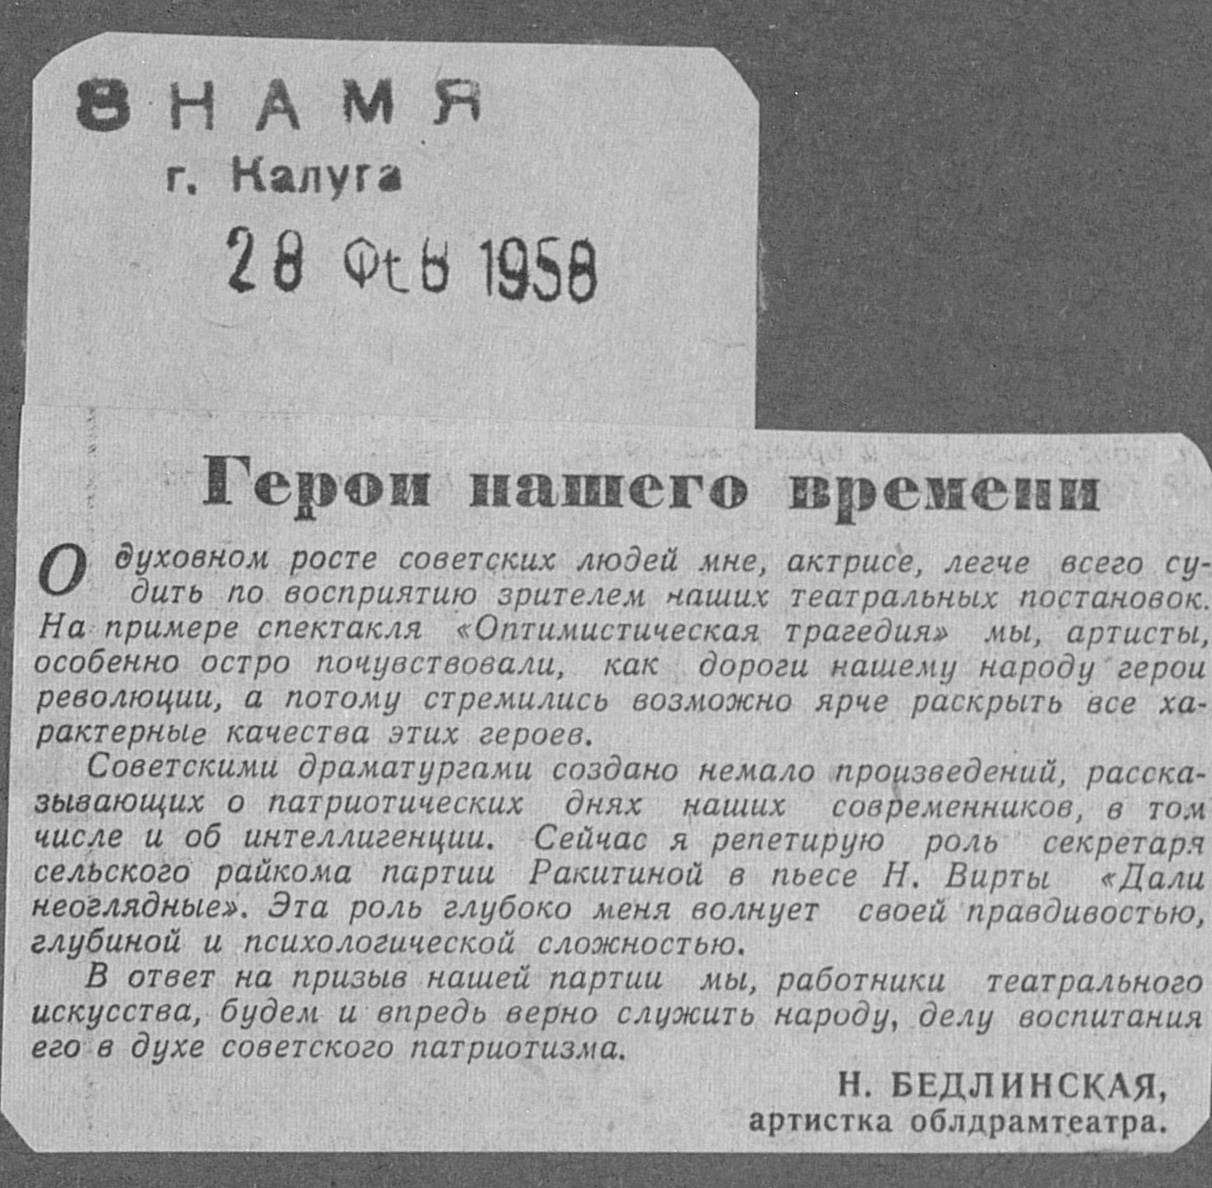 ЗНАМЯ
г. Калуга
28 Фев 1958
Герои нашего времени
О духовном росте советских людей мне, актрисе, легче всего су-
дить по восприятию зрителем наших театральных постановок.
На примере спектакля «Оптимистическая трагедия» мы, артисты,
особенно остро почувствовали, как дороги нашему народу герои
революции, а потому стремились возможно ярче раскрыть все ха-
рактерные качества этих героев.
Советскими драматургами создано немало произведений, расска-
зывающих о патриотических днях наших современников, в том
числе и об интеллигенции. Сейчас я репетирую роль секретаря
сельского райкома партии Ракитиной в пьесе Н. Вирты «Дали
неоглядные». Эта роль глубоко меня волнует своей правдивостью,
глубиной и психологической сложностью.
В ответ на призыв нашей партии мы, работники театрального
искусства, будем и впредь верно служить народу, делу воспитания
его в духе советского патриотизма.
Н. БЕДЛИНСКАЯ,
артистка облдрамтеатра.